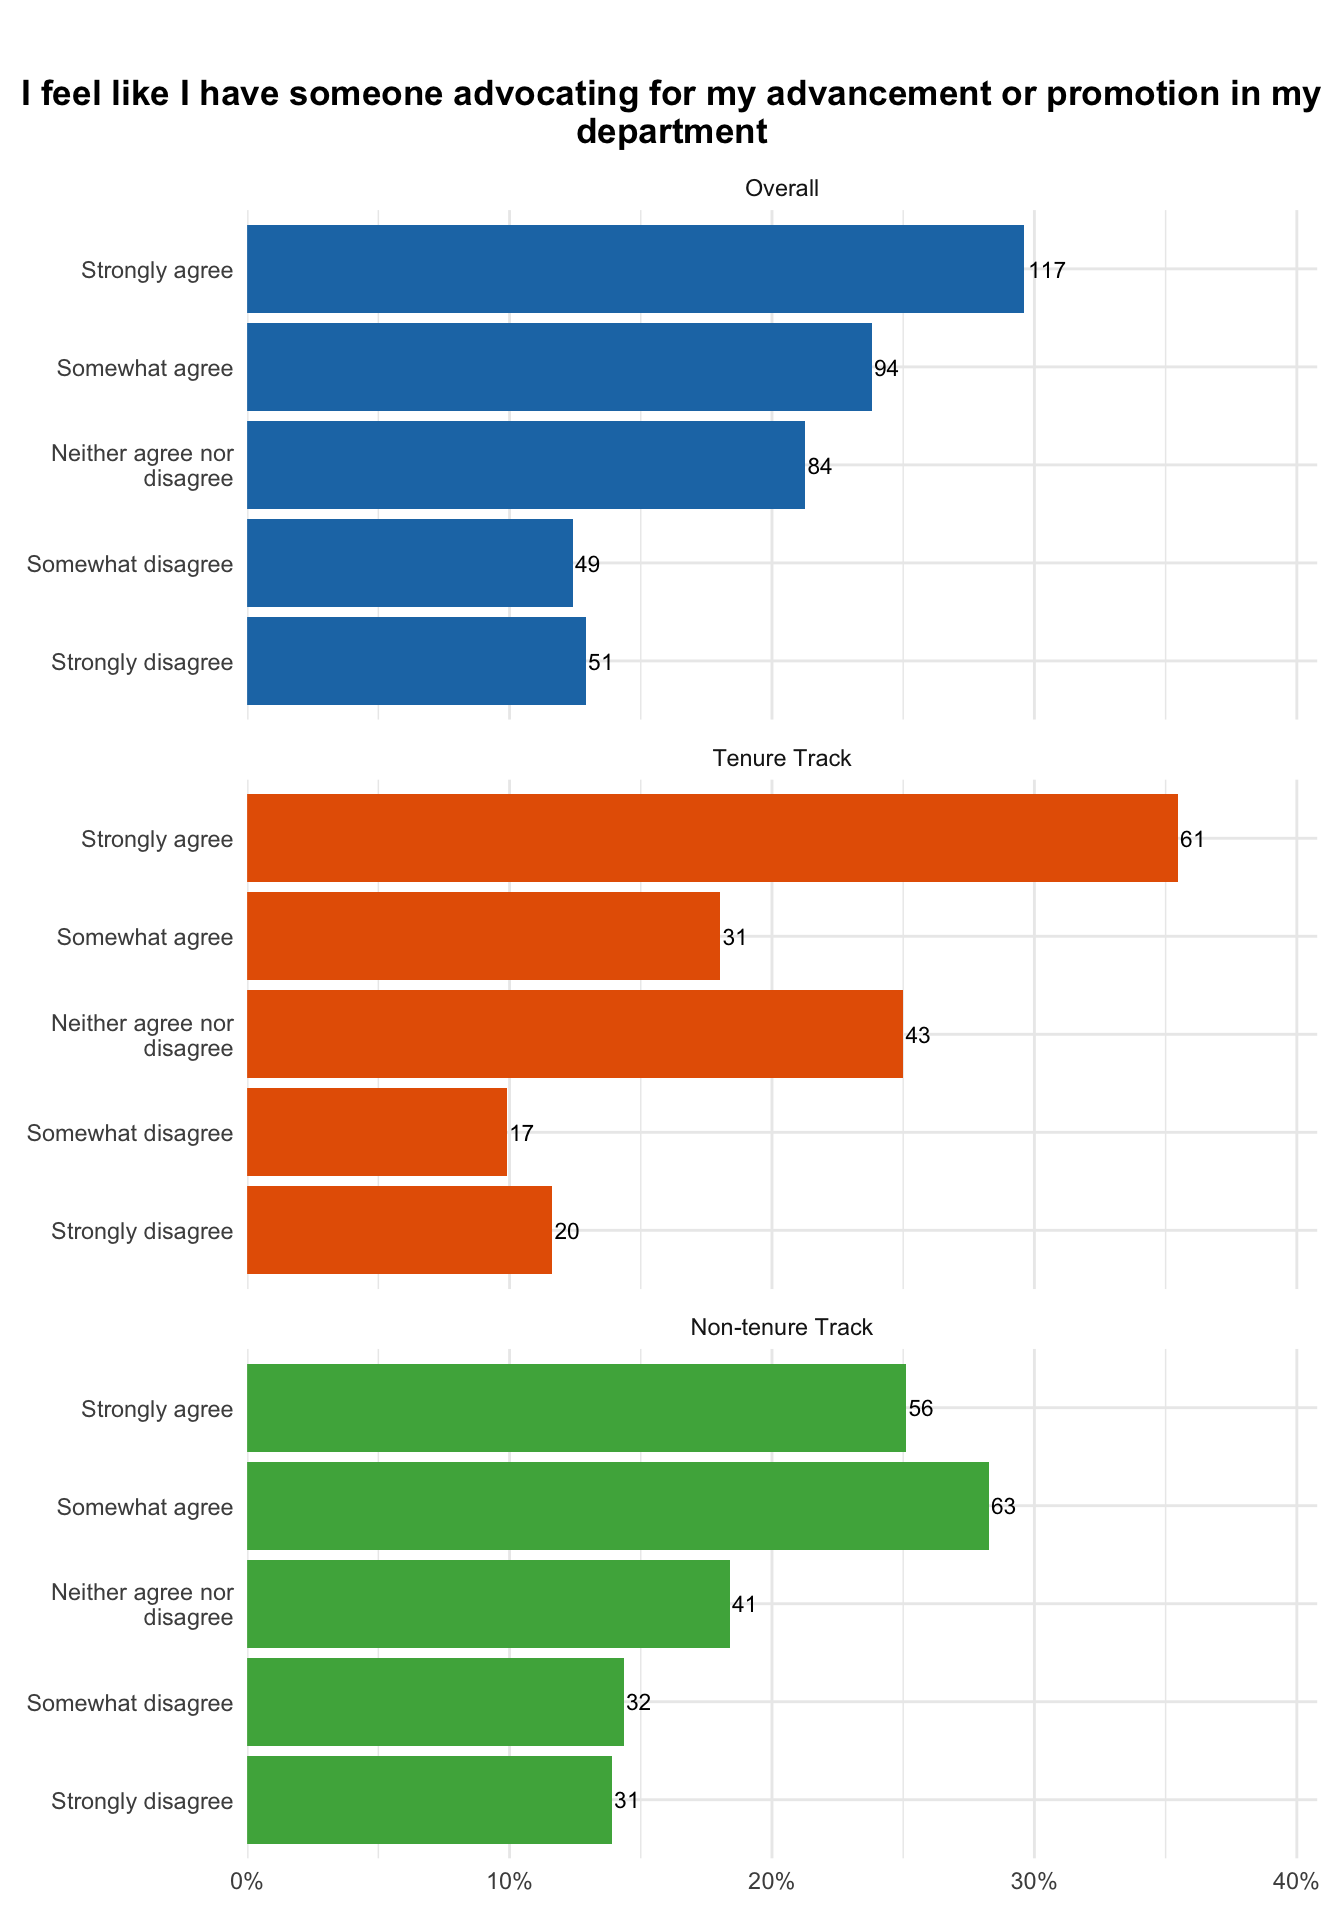 I feel like I have someone advocating for my advancement or promotion in my
department
Overall
Strongly agree
117
Somewhat agree
94
Neither agree nor
disagree
84
Somewhat disagree
49
Strongly disagree
51
Tenure Track
Strongly agree
61
Somewhat agree
31
Neither agree nor
disagree
43
Somewhat disagree
17
Strongly disagree
20
Non-tenure Track
Strongly agree
56
Somewhat agree
63
Neither agree nor
disagree
41
Somewhat disagree
32
Strongly disagree
31
0% 10% 20% 30% 40%